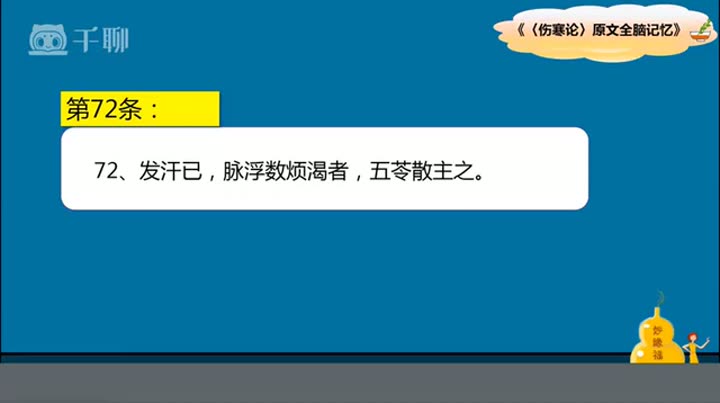 千聊
《〈伤寒论〉原文全脑记忆》
第72条：
72、发汗已，脉浮数烦渴者，五苓散主之。
妙
缘
福